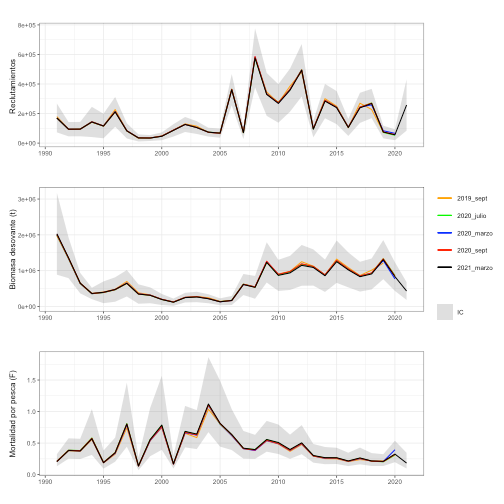 8e+05
6e+05
4e+05
2e+05
0e+00
Reclutamientos
1990 1995 2000 2005 2010 2015 2020
3e+06
2e+06
1e+06
0e+00
Biomasa desovante (t)
1990 1995 2000 2005 2010 2015 2020
2019_sept
2020_julio
2020_marzo
2020_sept
2021_marzo
IC
1.5
1.0
0.5
0.0
Mortalidad por pesca (F)
1990 1995 2000 2005 2010 2015 2020